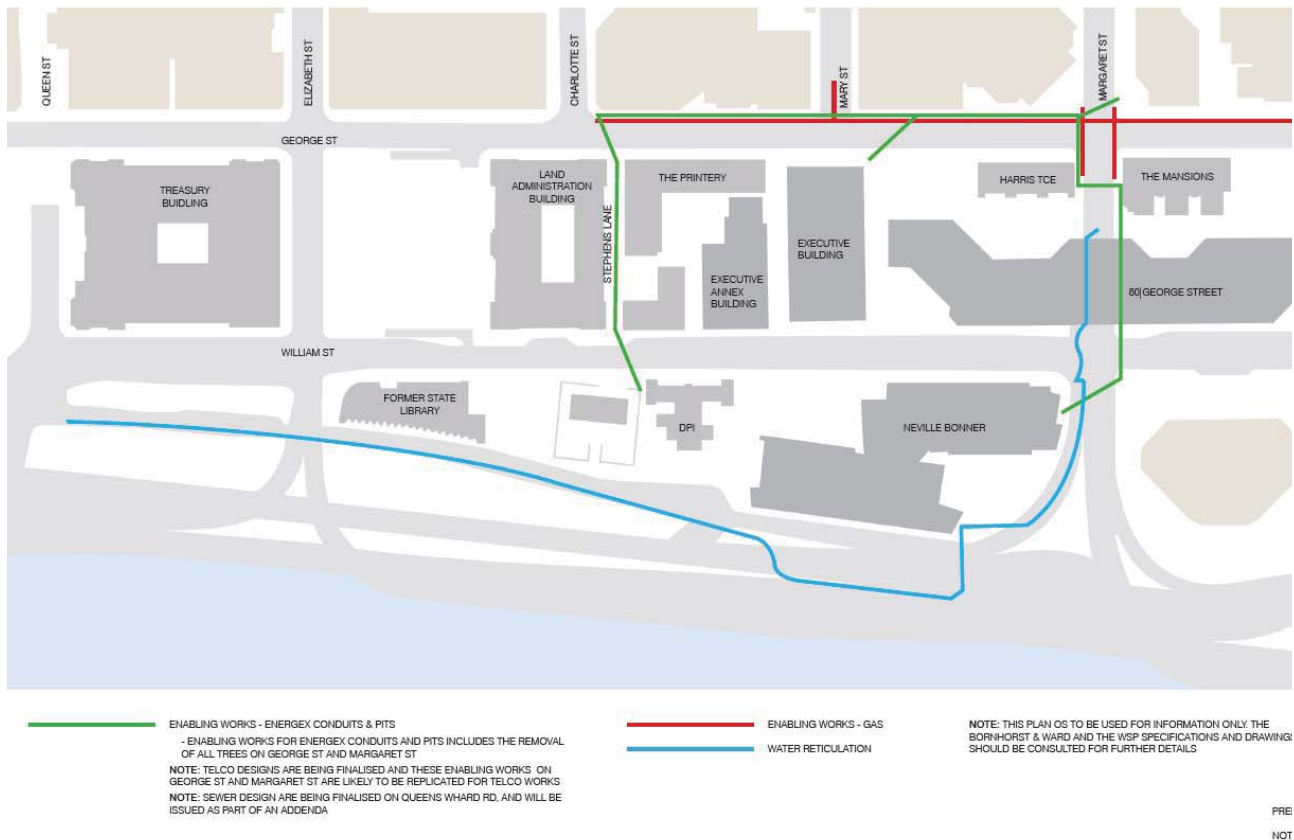 QUEEN ST
ELIZABETH ST
CHARLOTTE ST
MARY ST
MARGARET ST
GEORGE ST
TREASURY
BUIDLING
LAND
ADMINISTRATION
BUILDING
STEPHENS LANE
THE PRINTERY
EXECUTIVE
ANNEX
BUILDING
EXECUTIVE
BUILDING
HARRIS TCE
THE MANSIONS
80|GEORGE STREET
WILLIAM ST
FORMER STATE
LIBRARY
DPI
NEVILLE BONNER
ENABLING WORKS - ENERGEX CONDUITS & PITS
- ENABLING WORKS FOR ENERGEX CONDUITS AND PITS INCLUDES THE REMOVAL
OF ALL TREES ON GEORGE ST AND MARGARET ST
NOTE: TELCO DESIGNS ARE BEING FINALISED AND THESE ENABLING WORKS ON
GEORGE ST AND MARGARET ST ARE LIKELY TO BE REPLICATED FOR TELCO WORKS
NOTE: SEWER DESIGN ARE BEING FINALISED ON QUEENS WHARD RD, AND WILL BE
ISSUED AS PART OF AN ADDENDA
ENABLING WORKS - GAS
WATER RETICULATION
NOTE: THIS PLAN OS TO BE USED FOR INFORMATION ONLY. THE
BORNHORST & WARD AND THE WSP SPECIFICATIONS AND DRAWINGS
SHOULD BE CONSULTED FOR FURTHER DETAILS
NOT